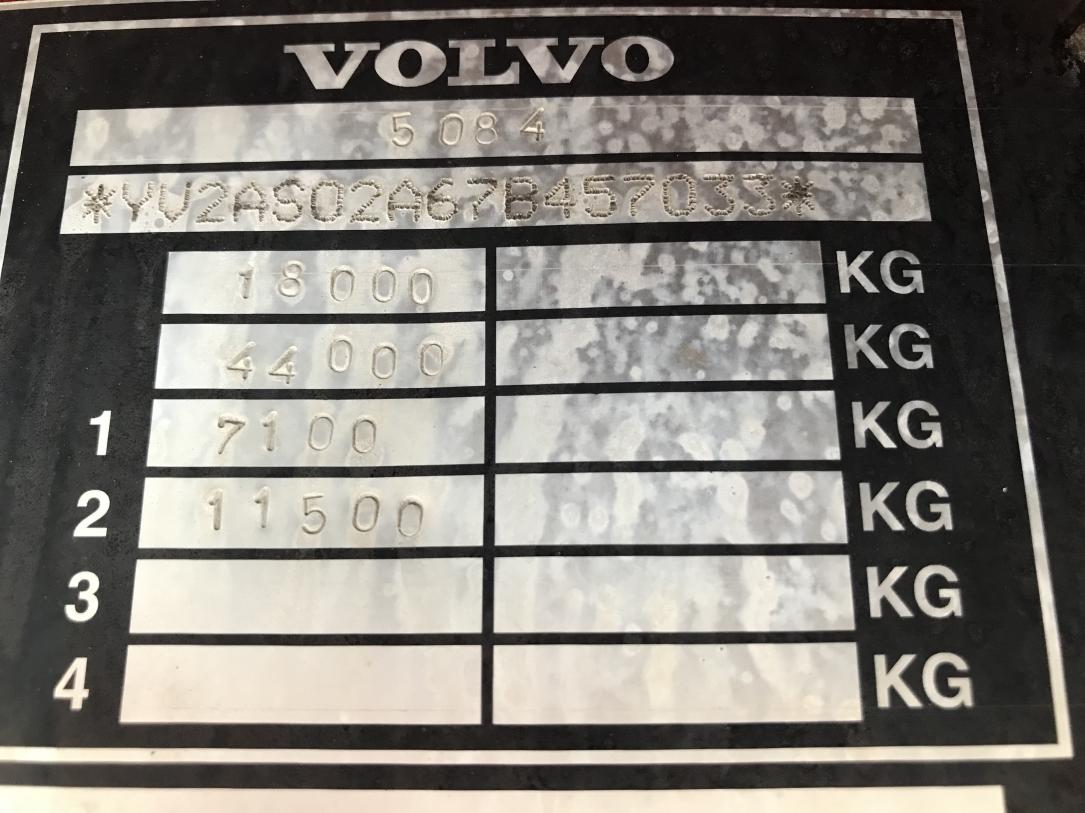 VOLVO
5084
*YV2AS02A67B457033*
18000 KG
44000 KG
1 7100 KG
2 11500 KG
3 KG
4 KG